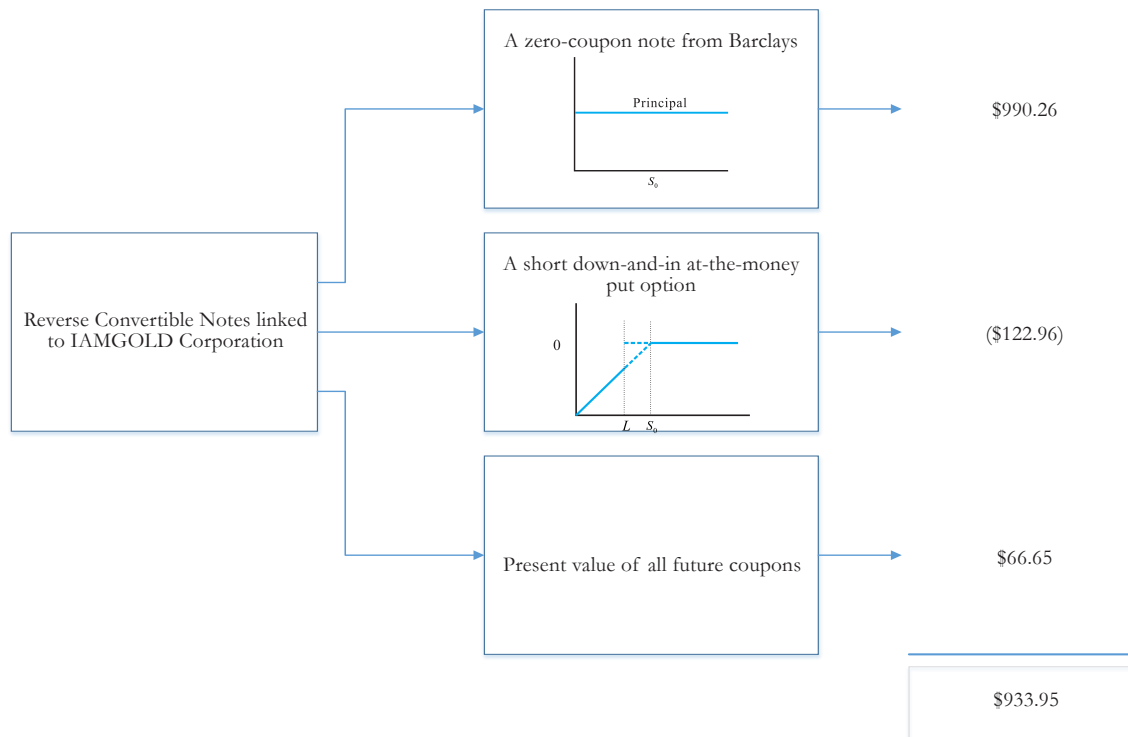 A zero-coupon note from Barclays
Principal
S₀
$990.26
Reverse Convertible Notes linked
to IAMGOLD Corporation
A short down-and-in at-the-money
put option
0
L S₀
($122.96)
Present value of all future coupons
$66.65
$933.95